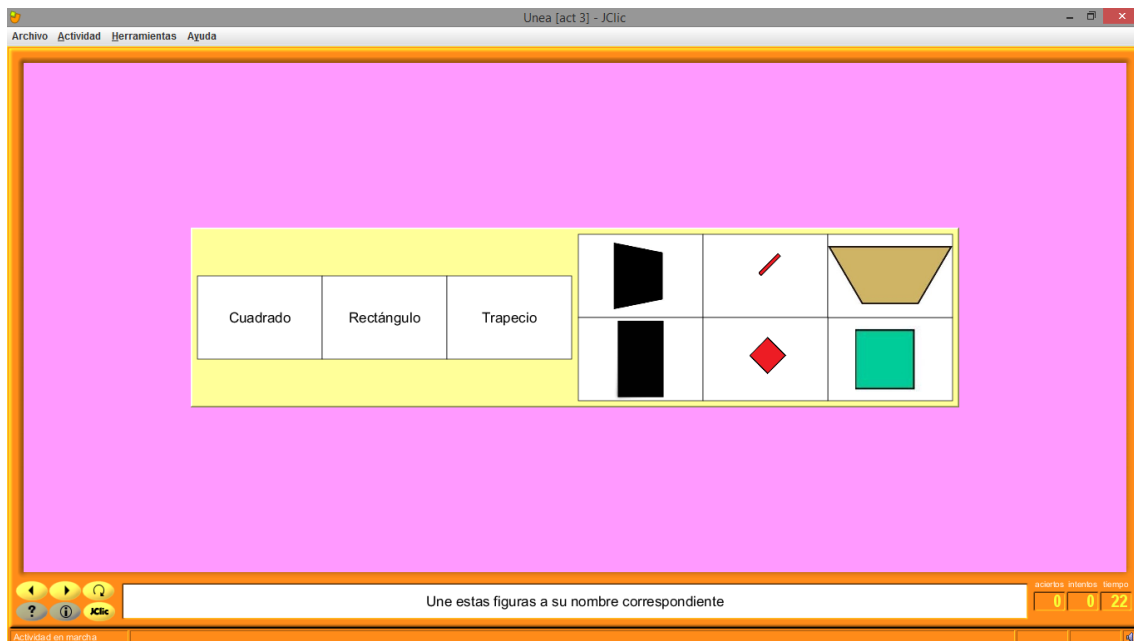 Unea [act 3] - JClic
Archivo Actividad Herramientas Ayuda
Cuadrado Rectángulo Trapecio
aciertos intentos tiempo
0 0 22
? i JClic
Une estas figuras a su nombre correspondiente
Actividad en marcha